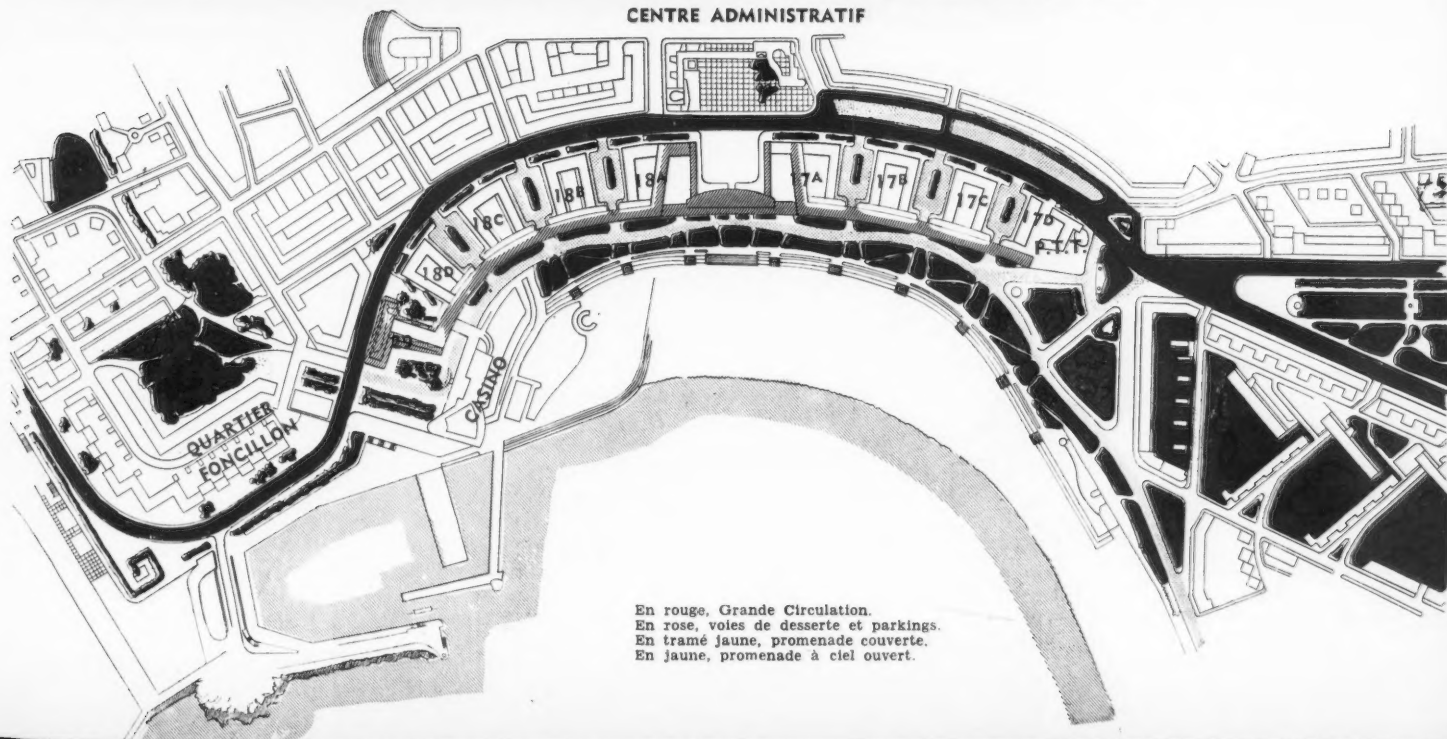 CENTRE ADMINISTRATIF
18A
17A
18B
17B
18C
17C
18D
17D
P.T.T.
CASINO
QUARTIER
FONCILLON
En rouge, Grande Circulation.
En rose, voies de desserte et parkings.
En tramé jaune, promenade couverte.
En jaune, promenade à ciel ouvert.